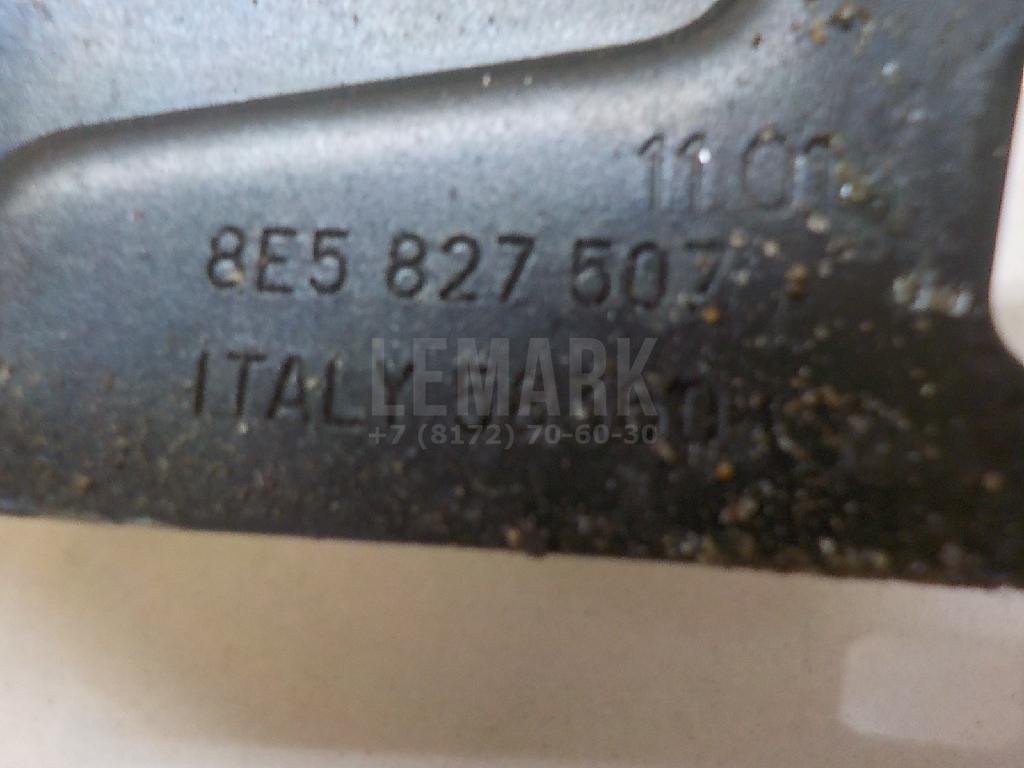 11 01
8E5 827 507
ITALY
LEMARK
+7 (8172) 70-60-30